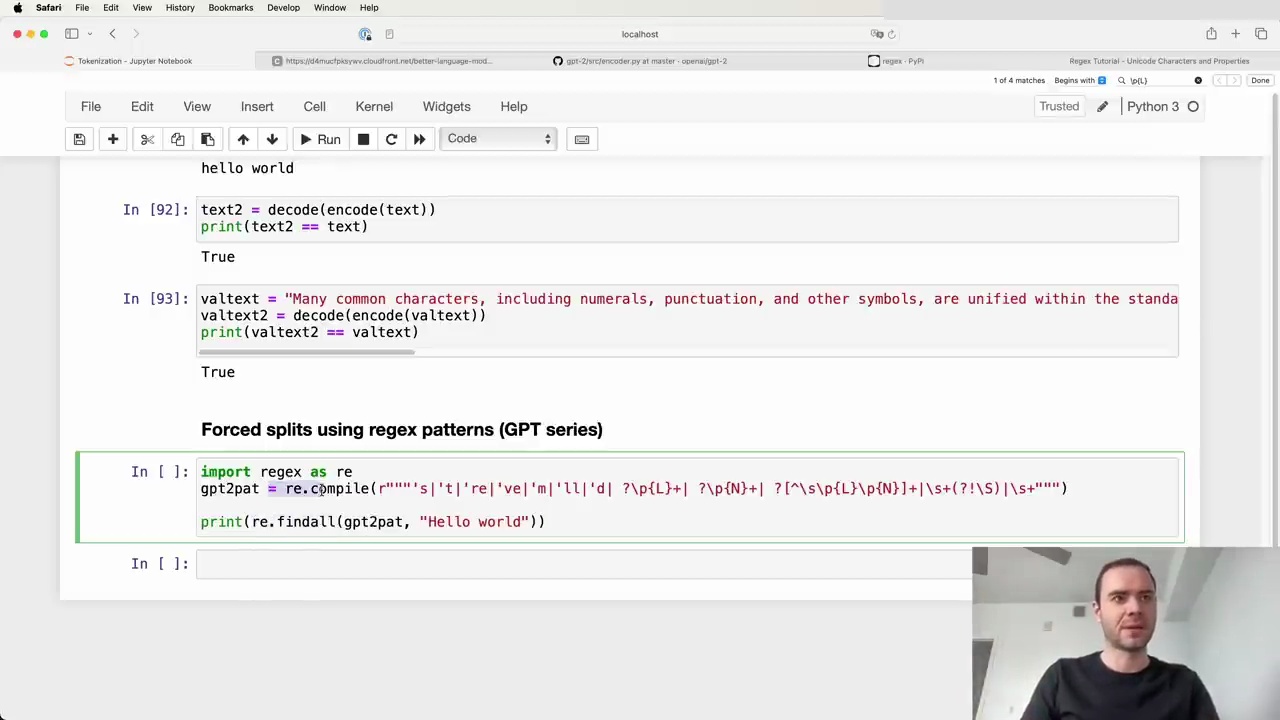 Safari File Edit View History Bookmarks Develop Window Help
localhost
Tokenization - Jupyter Notebook
https://d4mucfpksywv.cloudfront.net/better-language-mod...
gpt-2/src/encoder.py at master · openai/gpt-2
regex · PyPI
Regex Tutorial - Unicode Characters and Properties
1 of 4 matches Begins with \p{L} Done
File Edit View Insert Cell Kernel Widgets Help Trusted Python 3
Run Code
hello world
In [92]: text2 = decode(encode(text))
print(text2 == text)
True
In [93]: valtext = "Many common characters, including numerals, punctuation, and other symbols, are unified within the standa
valtext2 = decode(encode(valtext))
print(valtext2 == valtext)
True
Forced splits using regex patterns (GPT series)
In [ ]: import regex as re
gpt2pat = re.compile(r"""'s|'t|'re|'ve|'m|'ll|'d| ?\p{L}+| ?\p{N}+| ?[^\s\p{L}\p{N}]+|\s+(?!\S)|\s+""")
print(re.findall(gpt2pat, "Hello world"))
In [ ]: